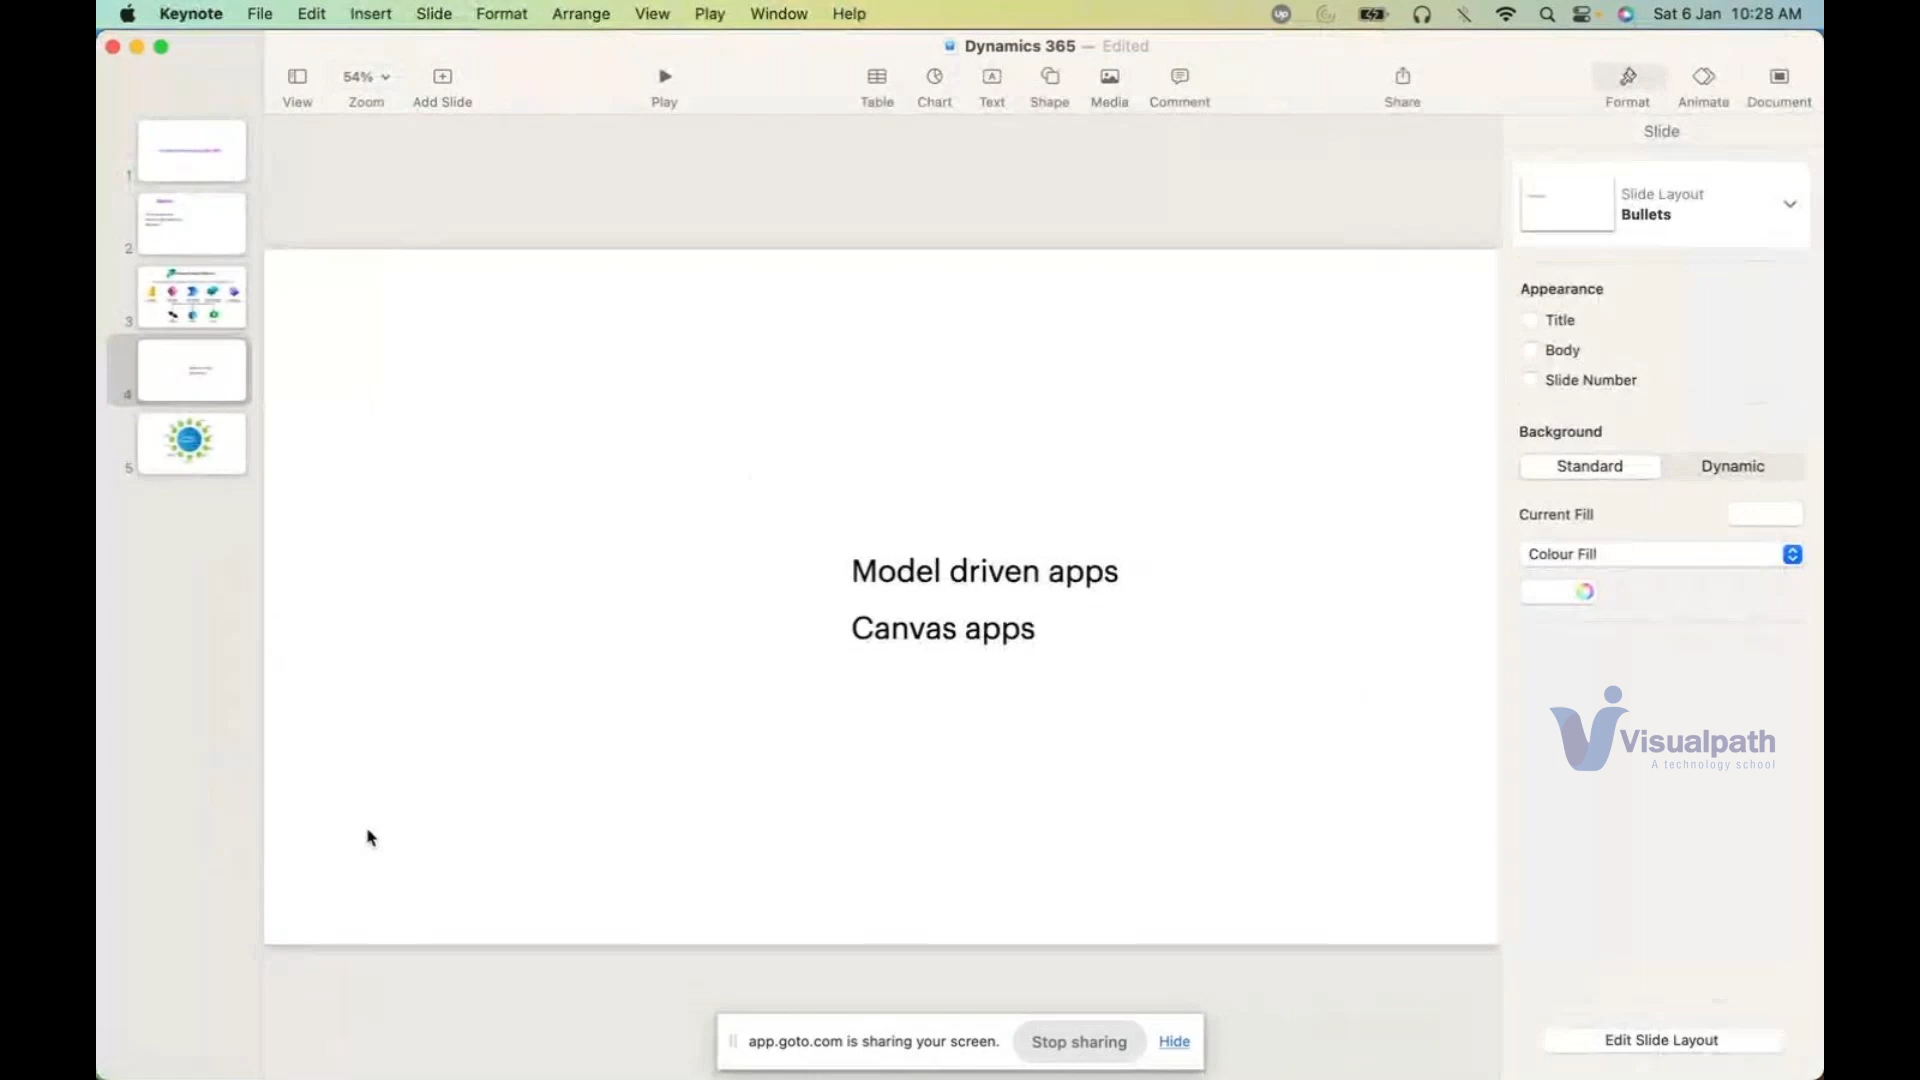 Keynote File Edit Insert Slide Format Arrange View Play Window Help Sat 6 Jan 10:28 AM
Dynamics 365 — Edited
54%
View Zoom Add Slide Play Table Chart Text Shape Media Comment Share Format Animate Document
Slide
Slide Layout
Bullets
Appearance
Title
Body
Slide Number
Background
Standard Dynamic
Current Fill
Colour Fill
1
2
3
4
5
Model driven apps
Canvas apps
Visualpath
A technology school
app.goto.com is sharing your screen. Stop sharing Hide
Edit Slide Layout